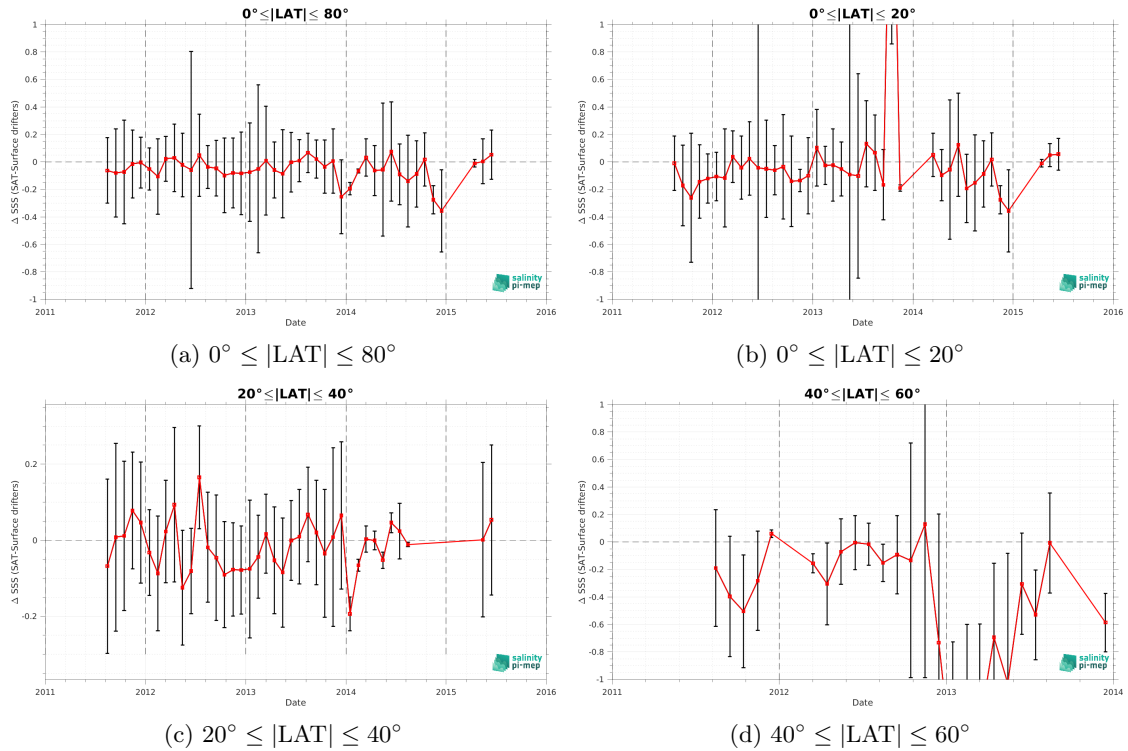 0°≤|LAT|≤ 80°
Δ SSS (SAT-Surface drifters)
1
0.8
0.6
0.4
0.2
0
-0.2
-0.4
-0.6
-0.8
-1
2011
2012
2013
2014
2015
2016
Date
salinity
pi-mep
(a) 0° ≤ |LAT| ≤ 80°
0°≤|LAT|≤ 20°
Δ SSS (SAT-Surface drifters)
1
0.8
0.6
0.4
0.2
0
-0.2
-0.4
-0.6
-0.8
-1
2011
2012
2013
2014
2015
2016
Date
salinity
pi-mep
(b) 0° ≤ |LAT| ≤ 20°
20°≤|LAT|≤ 40°
Δ SSS (SAT-Surface drifters)
0.2
0
-0.2
2011
2012
2013
2014
2015
2016
Date
salinity
pi-mep
(c) 20° ≤ |LAT| ≤ 40°
40°≤|LAT|≤ 60°
Δ SSS (SAT-Surface drifters)
1
0.8
0.6
0.4
0.2
0
-0.2
-0.4
-0.6
-0.8
-1
2011
2012
2013
2014
Date
salinity
pi-mep
(d) 40° ≤ |LAT| ≤ 60°